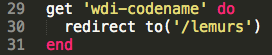 29 get 'wdi-codename' do
30   redirect to('/lemurs')
31 end